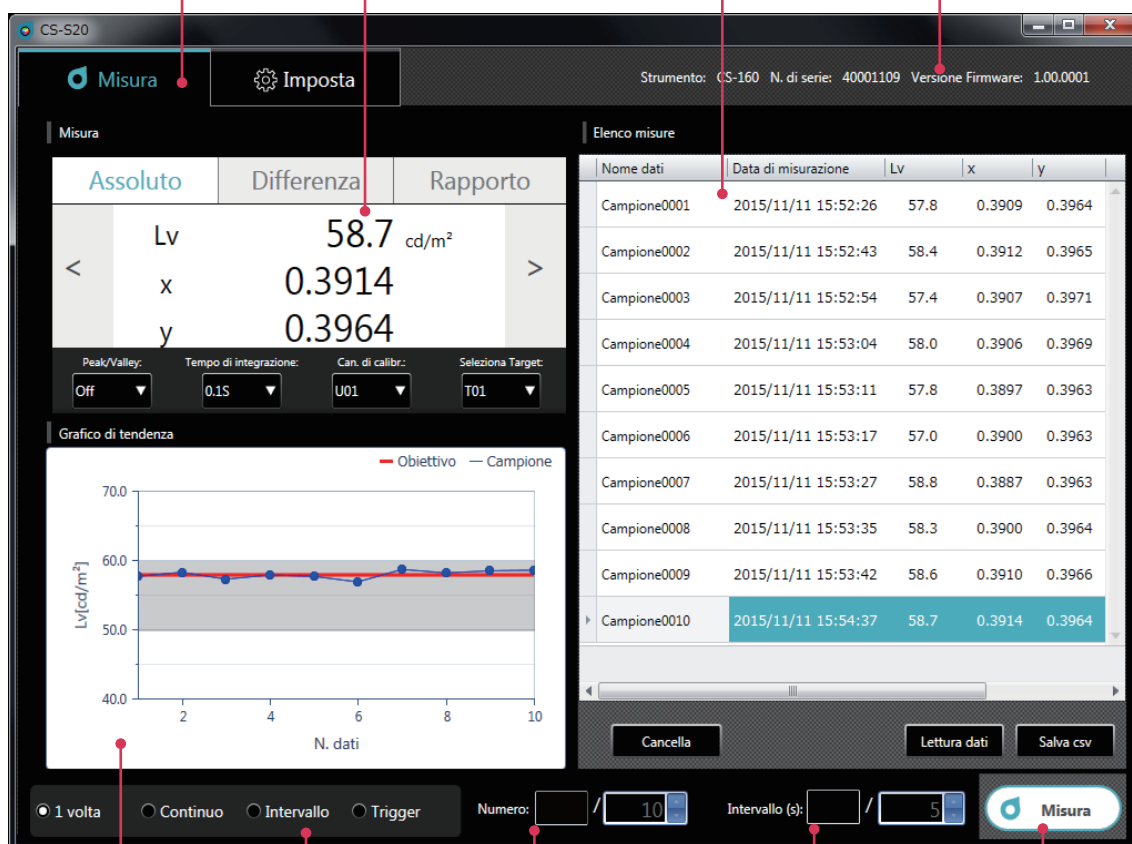 CS-S20
Misura
Imposta
Strumento: CS-160 N. di serie: 40001109 Versione Firmware: 1.00.0001
Misura
Assoluto Differenza Rapporto
Lv 58.7 cd/m²
< >
x 0.3914
y 0.3964
Peak/Valley: Tempo di integrazione: Can. di calibr.: Seleziona Target:
Off 0.1S U01 T01
Grafico di tendenza
Obiettivo Campione
70.0
60.0
50.0
40.0
Lv[cd/m²]
2 4 6 8 10
N. dati
Elenco misure
Nome dati Data di misurazione Lv x y
Campione0001 2015/11/11 15:52:26 57.8 0.3909 0.3964
Campione0002 2015/11/11 15:52:43 58.4 0.3912 0.3965
Campione0003 2015/11/11 15:52:54 57.4 0.3907 0.3971
Campione0004 2015/11/11 15:53:04 58.0 0.3906 0.3969
Campione0005 2015/11/11 15:53:11 57.8 0.3897 0.3963
Campione0006 2015/11/11 15:53:17 57.0 0.3900 0.3963
Campione0007 2015/11/11 15:53:27 58.8 0.3887 0.3963
Campione0008 2015/11/11 15:53:35 58.3 0.3900 0.3964
Campione0009 2015/11/11 15:53:42 58.6 0.3910 0.3966
Campione0010 2015/11/11 15:54:37 58.7 0.3914 0.3964
Cancella Lettura dati Salva csv
1 volta Continuo Intervallo Trigger
Numero: / 10
Intervallo (s): / 5
Misura